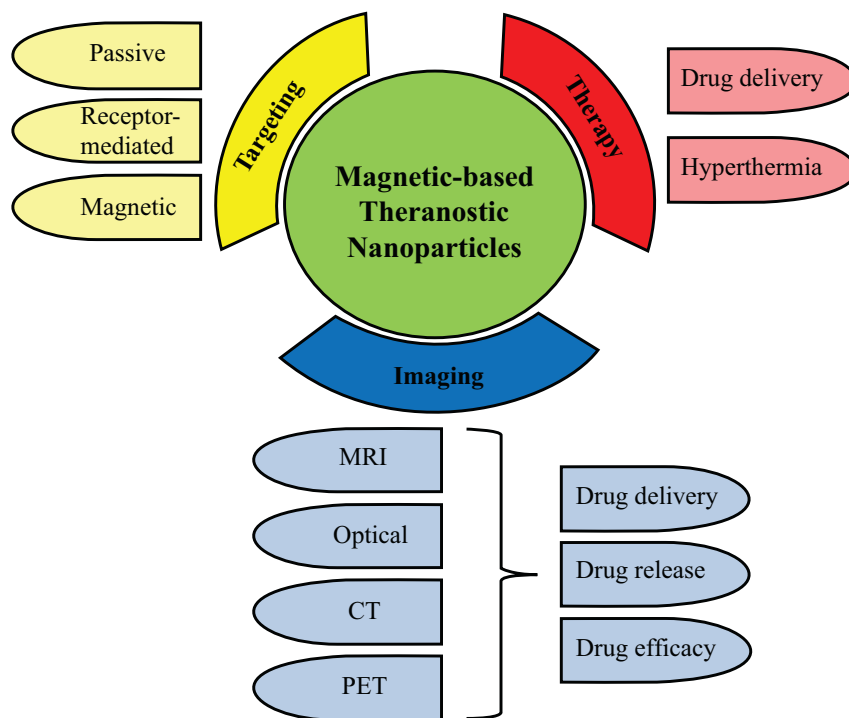 Passive
Receptor-
mediated
Magnetic
Targeting
Magnetic-based
Theranostic
Nanoparticles
Therapy
Drug delivery
Hyperthermia
Imaging
MRI
Optical
CT
PET
Drug delivery
Drug release
Drug efficacy